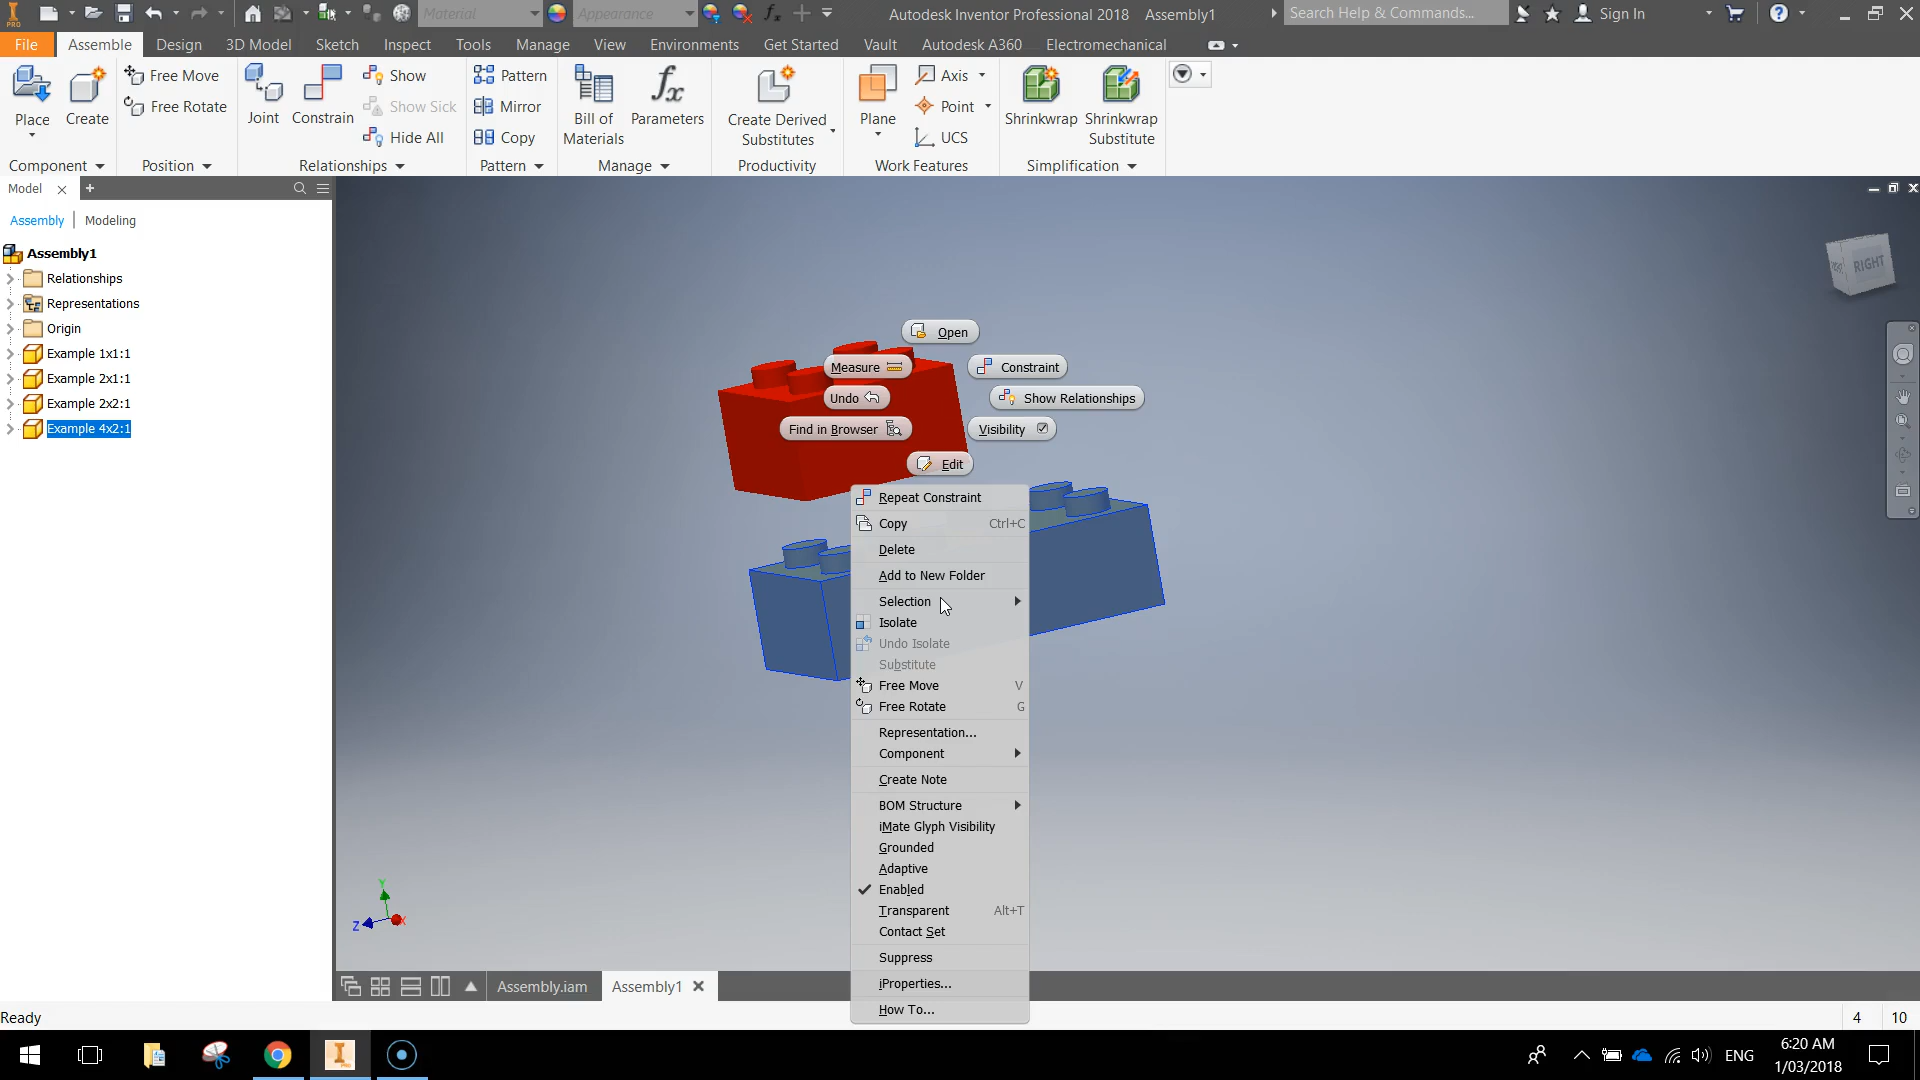 PRO
Material
Appearance
Autodesk Inventor Professional 2018 Assembly1
Search Help & Commands...
Sign In
File Assemble Design 3D Model Sketch Inspect Tools Manage View Environments Get Started Vault Autodesk A360 Electromechanical
Place
Create
Free Move
Free Rotate
Joint
Constrain
Show
Show Sick
Hide All
Pattern
Mirror
Copy
Bill of
Materials
Parameters
Create Derived
Substitutes
Plane
Axis
Point
UCS
Shrinkwrap
Shrinkwrap
Substitute
Component Position Relationships Pattern Manage Productivity Work Features Simplification
Model
Assembly Modeling
Assembly1
Relationships
Representations
Origin
Example 1x1:1
Example 2x1:1
Example 2x2:1
Example 4x2:1
RIGHT
Open
Measure
Constraint
Undo
Show Relationships
Find in Browser
Visibility
Edit
Repeat Constraint
Copy Ctrl+C
Delete
Add to New Folder
Selection
Isolate
Undo Isolate
Substitute
Free Move V
Free Rotate G
Representation...
Component
Create Note
BOM Structure
iMate Glyph Visibility
Grounded
Adaptive
Enabled
Transparent Alt+T
Contact Set
Suppress
iProperties...
How To...
Y
Z
X
Assembly.iam Assembly1
Ready
4 10
ENG
6:20 AM
1/03/2018